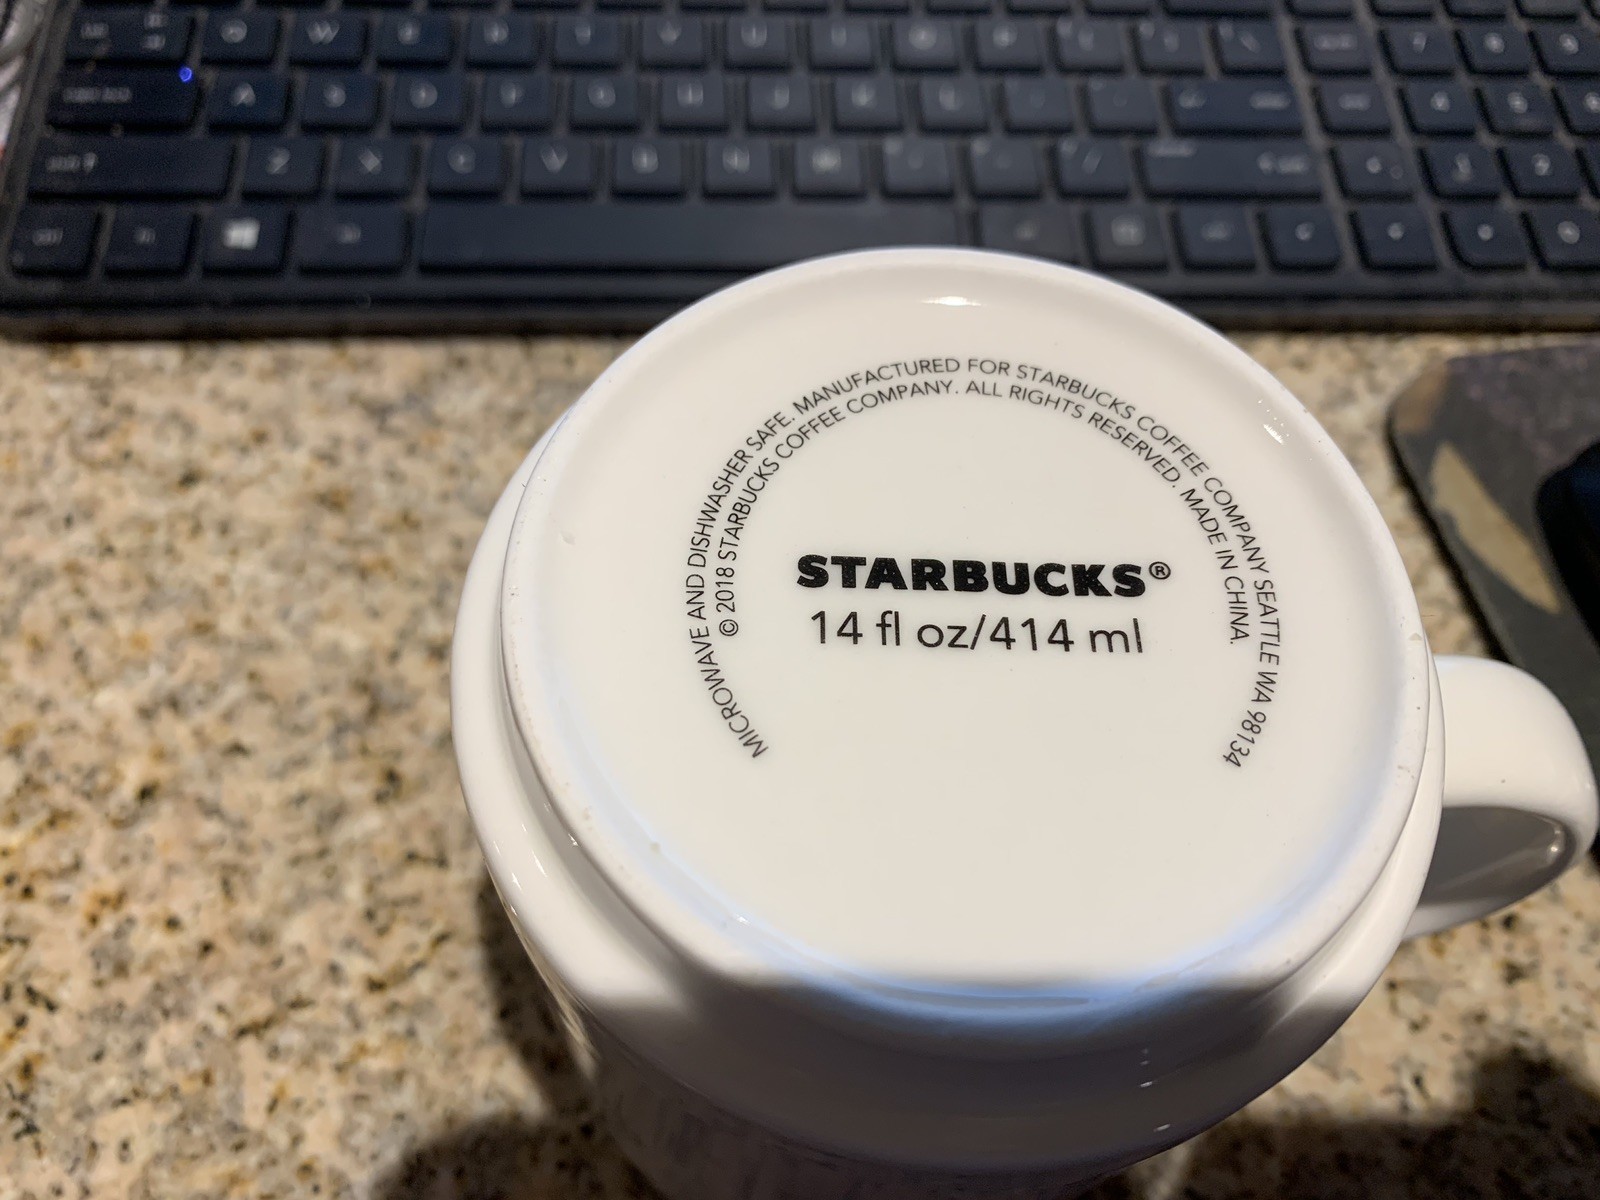 MICROWAVE AND DISHWASHER SAFE. MANUFACTURED FOR STARBUCKS COFFEE COMPANY SEATTLE WA 98134
© 2018 STARBUCKS COFFEE COMPANY. ALL RIGHTS RESERVED. MADE IN CHINA.
STARBUCKS®
14 fl oz/414 ml